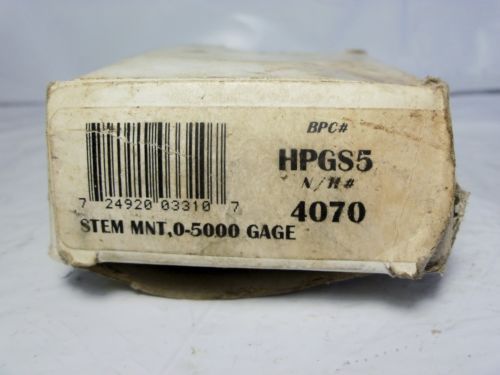 BPC#
HPGS5
N/H#
4070
7 24920 03310 7
STEM MNT,0-5000 GAGE